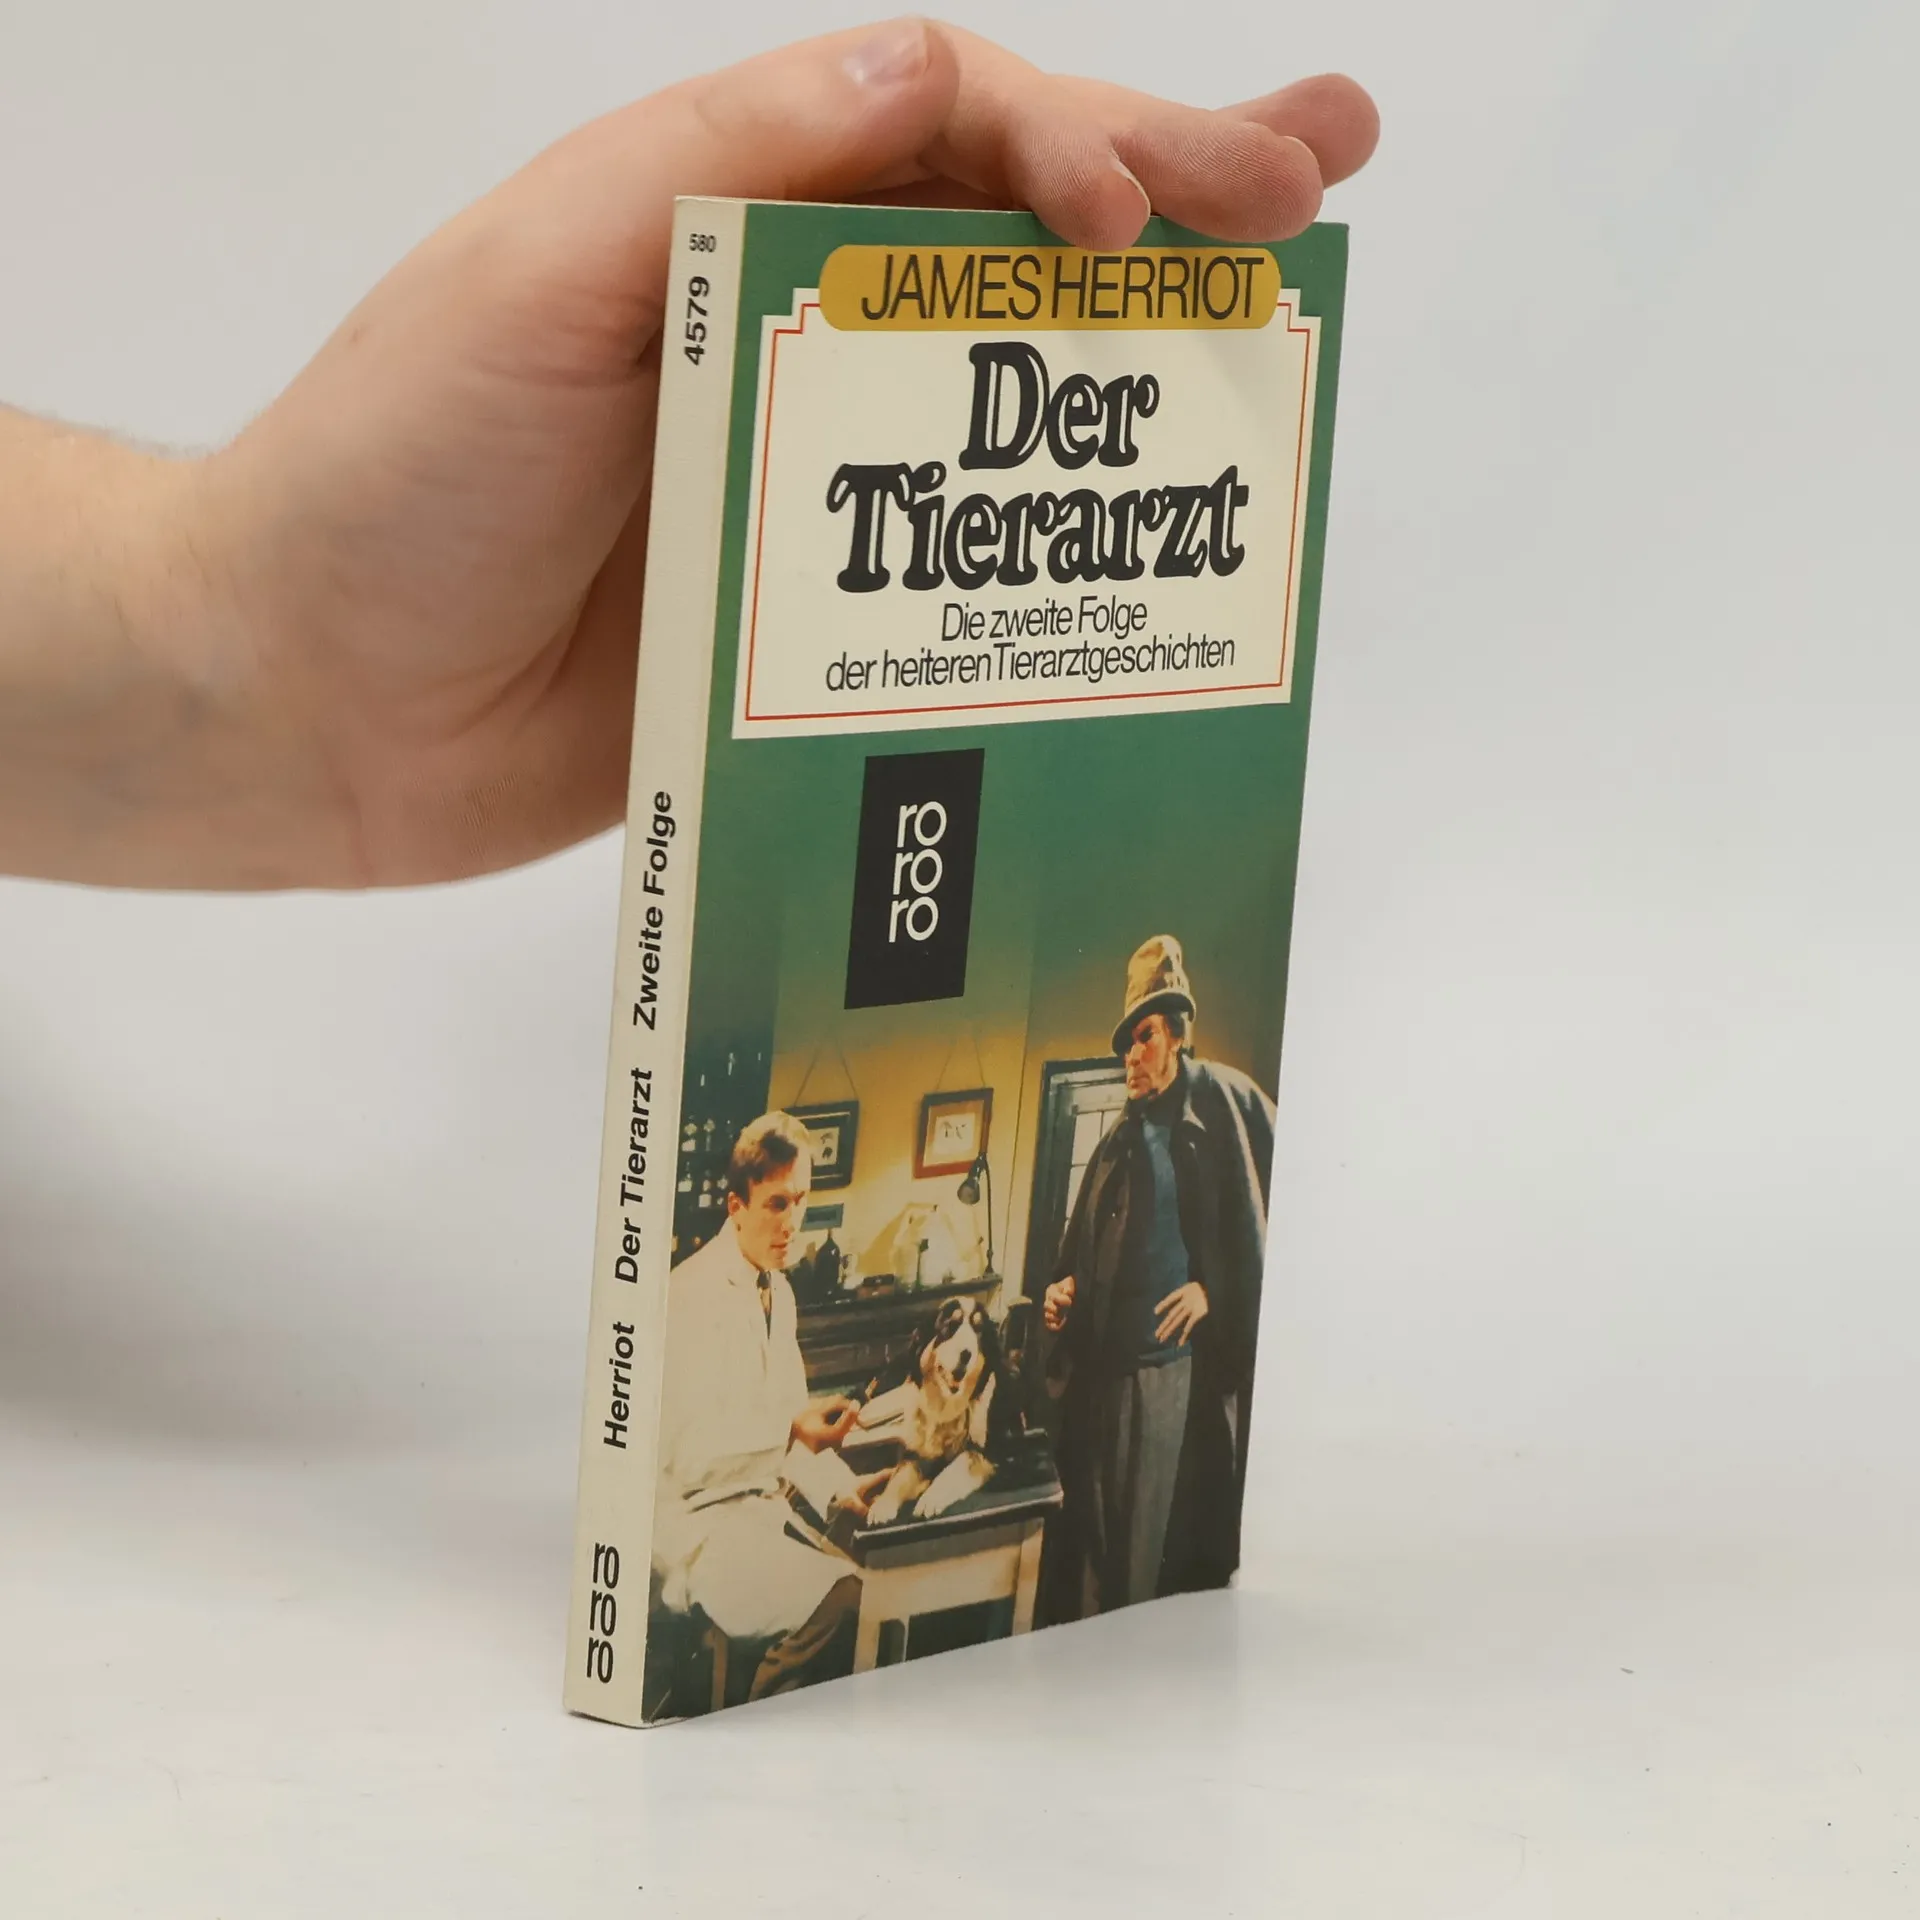 580
4579
Herriot Der Tierarzt Zweite Folge
ro
ro
ro
JAMES HERRIOT
Der
Tierarzt
Die zweite Folge
der heiteren Tierarztgeschichten
ro
ro
ro